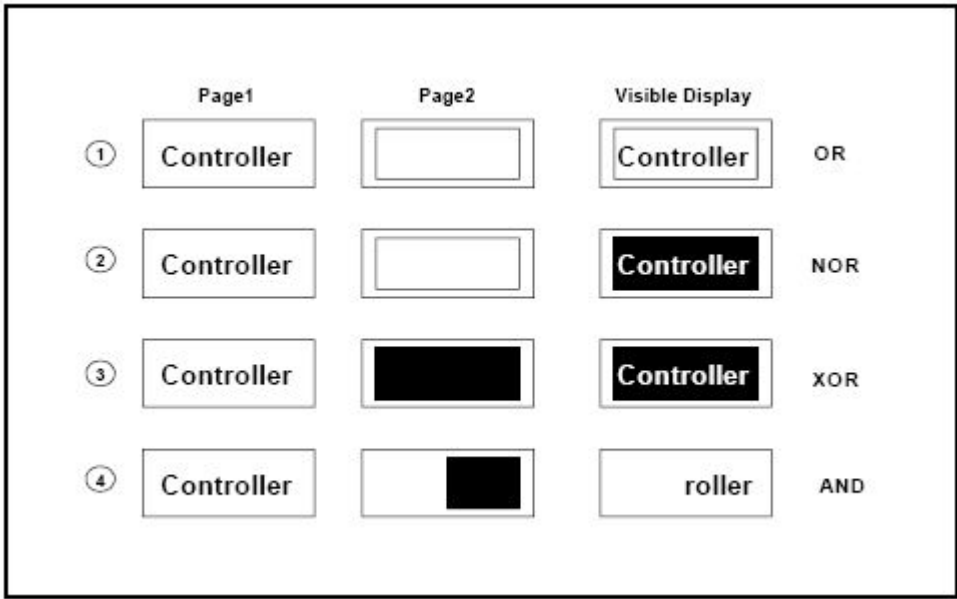 Page1 Page2 Visible Display
1 Controller Controller OR
2 Controller Controller NOR
3 Controller Controller XOR
4 Controller roller AND